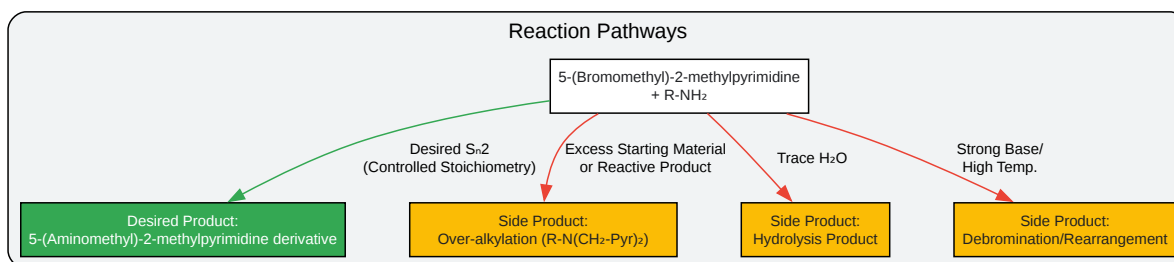 Reaction Pathways
5-(Bromomethyl)-2-methylpyrimidine
+ R-NH₂
Desired Sₙ2
(Controlled Stoichiometry)
Excess Starting Material
or Reactive Product
Trace H₂O
Strong Base/
High Temp.
Desired Product:
5-(Aminomethyl)-2-methylpyrimidine derivative
Side Product:
Over-alkylation (R-N(CH₂-Pyr)₂)
Side Product:
Hydrolysis Product
Side Product:
Debromination/Rearrangement